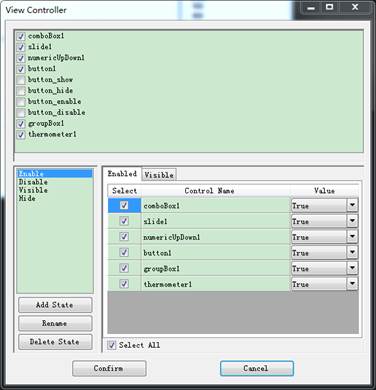 View Controller
comboBox1
slide1
numericUpDown1
button1
button_show
button_hide
button_enable
button_disable
groupBox1
thermometer1
Enable
Disable
Visible
Hide
Add State
Rename
Delete State
Enabled Visible
Select Control Name Value
comboBox1 True
slide1 True
numericUpDown1 True
button1 True
groupBox1 True
thermometer1 True
Select All
Confirm Cancel